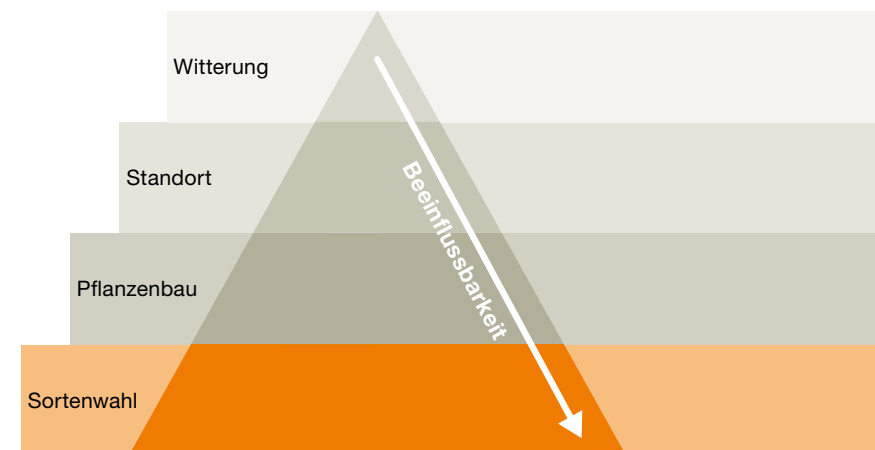 Witterung
Standort
Beeinflussbarkeit
Pflanzenbau
Sortenwahl